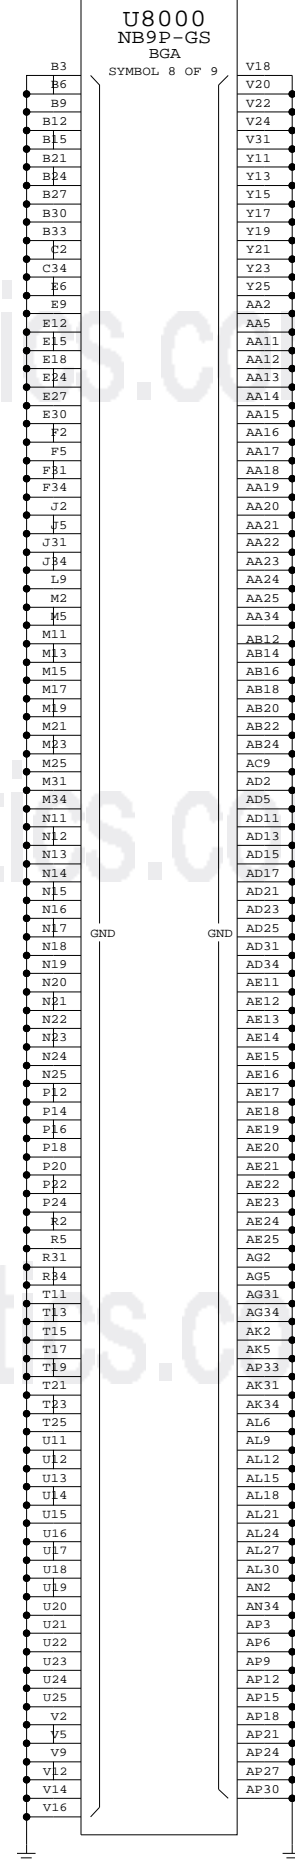 U8000
NB9P-GS
BGA
SYMBOL 8 OF 9
B3 V18
B6 V20
B9 V22
B12 V24
B15 V31
B21 Y11
B24 Y13
B27 Y15
B30 Y17
B33 Y19
C2 Y21
C34 Y23
E6 Y25
E9 AA2
E12 AA5
E15 AA11
E18 AA12
E24 AA13
E27 AA14
E30 AA15
F2 AA16
F5 AA17
F31 AA18
F34 AA19
J2 AA20
J5 AA21
J31 AA22
J34 AA23
L9 AA24
M2 AA25
M5 AA34
M11 AB12
M13 AB14
M15 AB16
M17 AB18
M19 AB20
M21 AB22
M23 AB24
M25 AC9
M31 AD2
M34 AD5
N11 AD11
N12 AD13
N13 AD15
N14 AD17
N15 AD21
N16 AD23
N17 GND GND AD25
N18 AD31
N19 AD34
N20 AE11
N21 AE12
N22 AE13
N23 AE14
N24 AE15
N25 AE16
P12 AE17
P14 AE18
P16 AE19
P18 AE20
P20 AE21
P22 AE22
P24 AE23
R2 AE24
R5 AE25
R31 AG2
R34 AG5
T11 AG31
T13 AG34
T15 AK2
T17 AK5
T19 AP33
T21 AK31
T23 AK34
T25 AL6
U11 AL9
U12 AL12
U13 AL15
U14 AL18
U15 AL21
U16 AL24
U17 AL27
U18 AL30
U19 AN2
U20 AN34
U21 AP3
U22 AP6
U23 AP9
U24 AP12
U25 AP15
V2 AP18
V5 AP21
V9 AP24
V12 AP27
V14 AP30
V16
tics.co
tics.co
tics.co